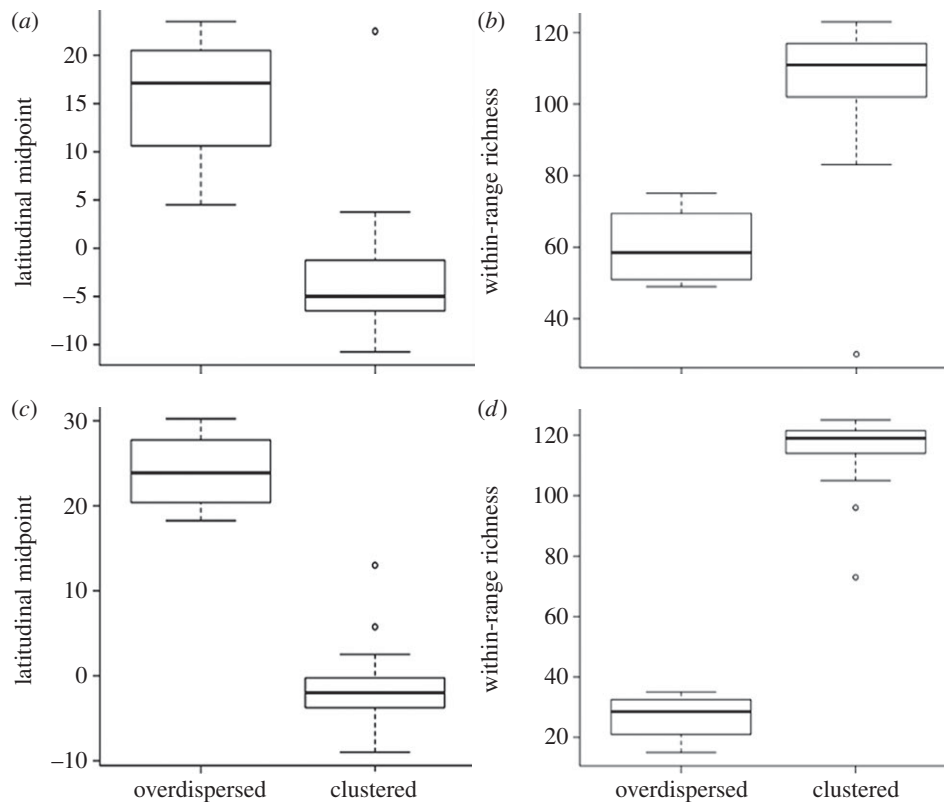 (a)
latitudinal midpoint
20
15
10
5
0
–5
–10
(b)
within-range richness
120
100
80
60
40
(c)
latitudinal midpoint
30
20
10
–0
–10
overdispersed clustered
(d)
within-range richness
120
100
80
60
40
20
overdispersed clustered